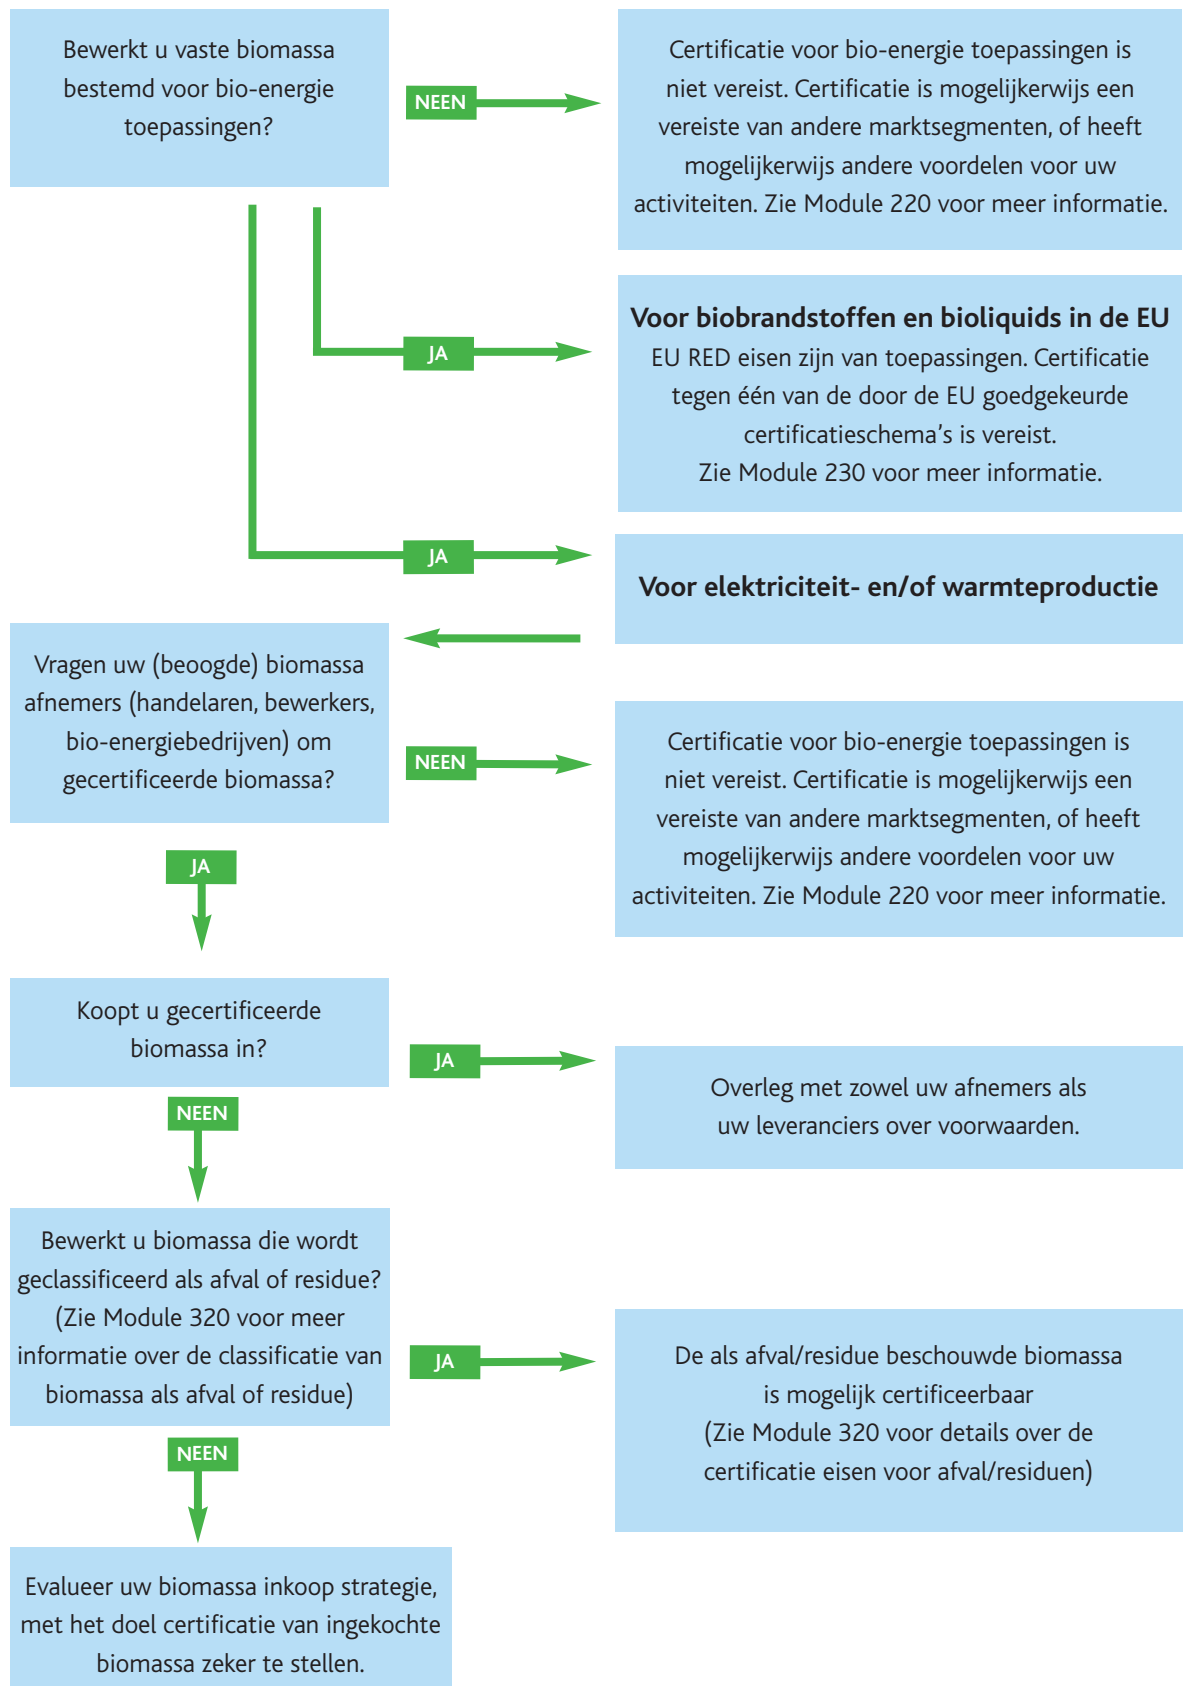 Bewerkt u vaste biomassa
bestemd voor bio-energie
toepassingen?
NEEN
Certificatie voor bio-energie toepassingen is
niet vereist. Certificatie is mogelijkerwijs een
vereiste van andere marktsegmenten, of heeft
mogelijkerwijs andere voordelen voor uw
activiteiten. Zie Module 220 voor meer informatie.
JA
Voor biobrandstoffen en bioliquids in de EU
EU RED eisen zijn van toepassingen. Certificatie
tegen één van de door de EU goedgekeurde
certificatieschema's is vereist.
Zie Module 230 voor meer informatie.
JA
Voor elektriciteit- en/of warmteproductie
Vragen uw (beoogde) biomassa
afnemers (handelaren, bewerkers,
bio-energiebedrijven) om
gecertificeerde biomassa?
NEEN
Certificatie voor bio-energie toepassingen is
niet vereist. Certificatie is mogelijkerwijs een
vereiste van andere marktsegmenten, of heeft
mogelijkerwijs andere voordelen voor uw
activiteiten. Zie Module 220 voor meer informatie.
JA
Koopt u gecertificeerde
biomassa in?
JA
Overleg met zowel uw afnemers als
uw leveranciers over voorwaarden.
NEEN
Bewerkt u biomassa die wordt
geclassificeerd als afval of residue?
(Zie Module 320 voor meer
informatie over de classificatie van
biomassa als afval of residue)
JA
De als afval/residue beschouwde biomassa
is mogelijk certificeerbaar
(Zie Module 320 voor details over de
certificatie eisen voor afval/residuen)
NEEN
Evalueer uw biomassa inkoop strategie,
met het doel certificatie van ingekochte
biomassa zeker te stellen.